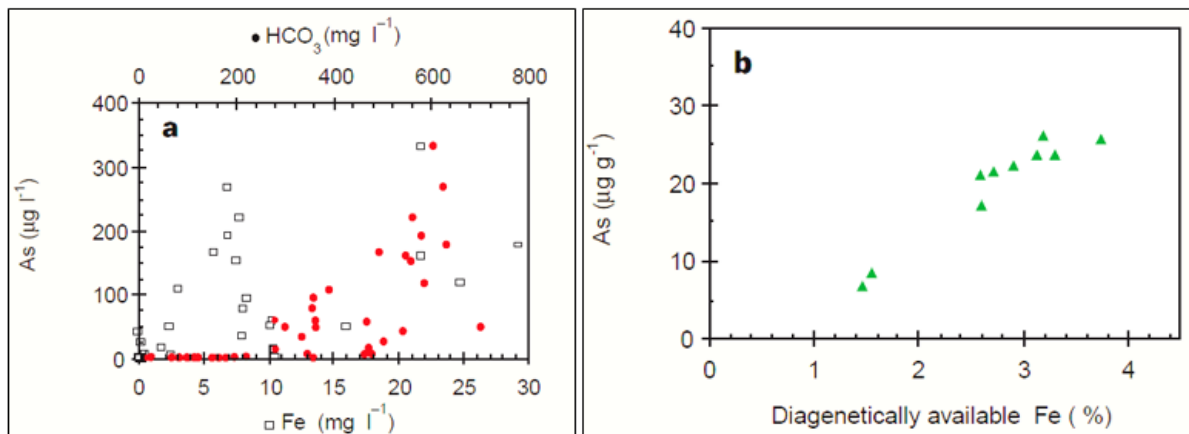 ● HCO₃ (mg l⁻¹)
0 200 400 600 800
400
300
200
100
0
a
As (µg l⁻¹)
0 5 10 15 20 25 30
□ Fe (mg l⁻¹)
b
40
30
20
10
0
As (µg g⁻¹)
0 1 2 3 4
Diagenetically available Fe ( %)